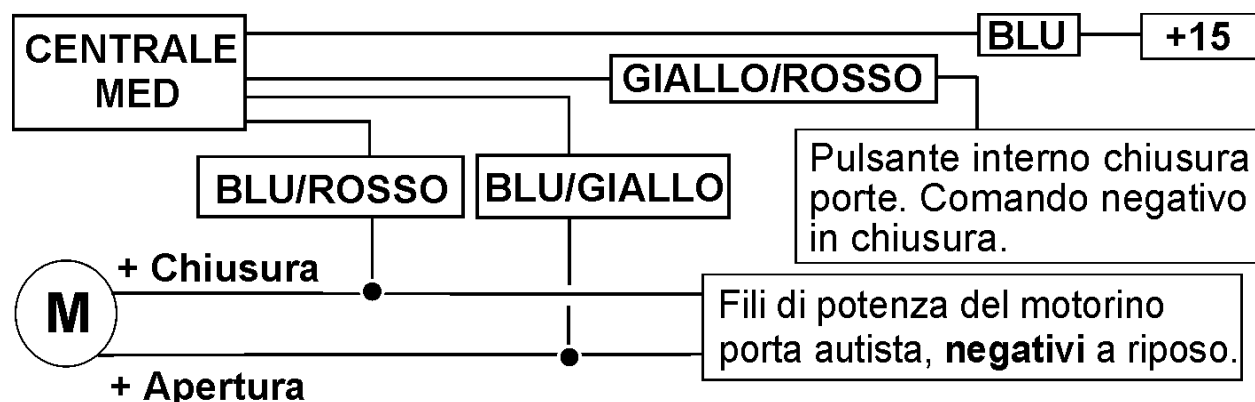 CENTRALE
MED
BLU
+15
GIALLO/ROSSO
Pulsante interno chiusura
porte. Comando negativo
in chiusura.
BLU/ROSSO
BLU/GIALLO
+ Chiusura
M
Fili di potenza del motorino
porta autista, negativi a riposo.
+ Apertura